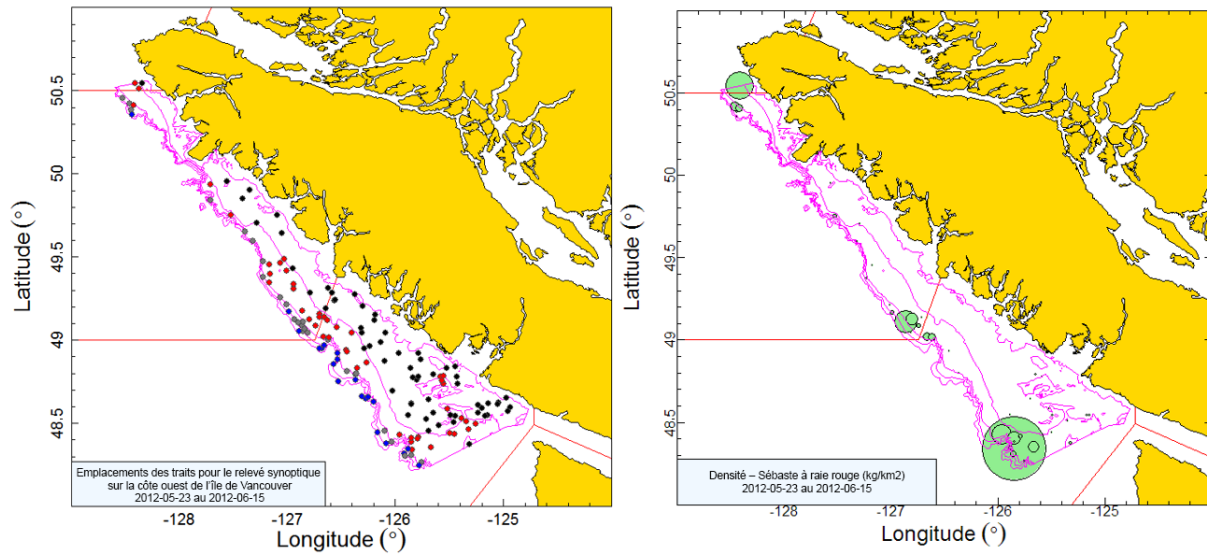 50.5
50
49.5
49
48.5
Latitude (°)
Emplacements des traits pour le relevé synoptique
sur la côte ouest de l'île de Vancouver
2012-05-23 au 2012-06-15
-128
-127
-126
-125
Longitude (°)
50.5
50
49.5
49
48.5
Latitude (°)
Densité – Sébaste à raie rouge (kg/km2)
2012-05-23 au 2012-06-15
-128
-127
-126
-125
Longitude (°)